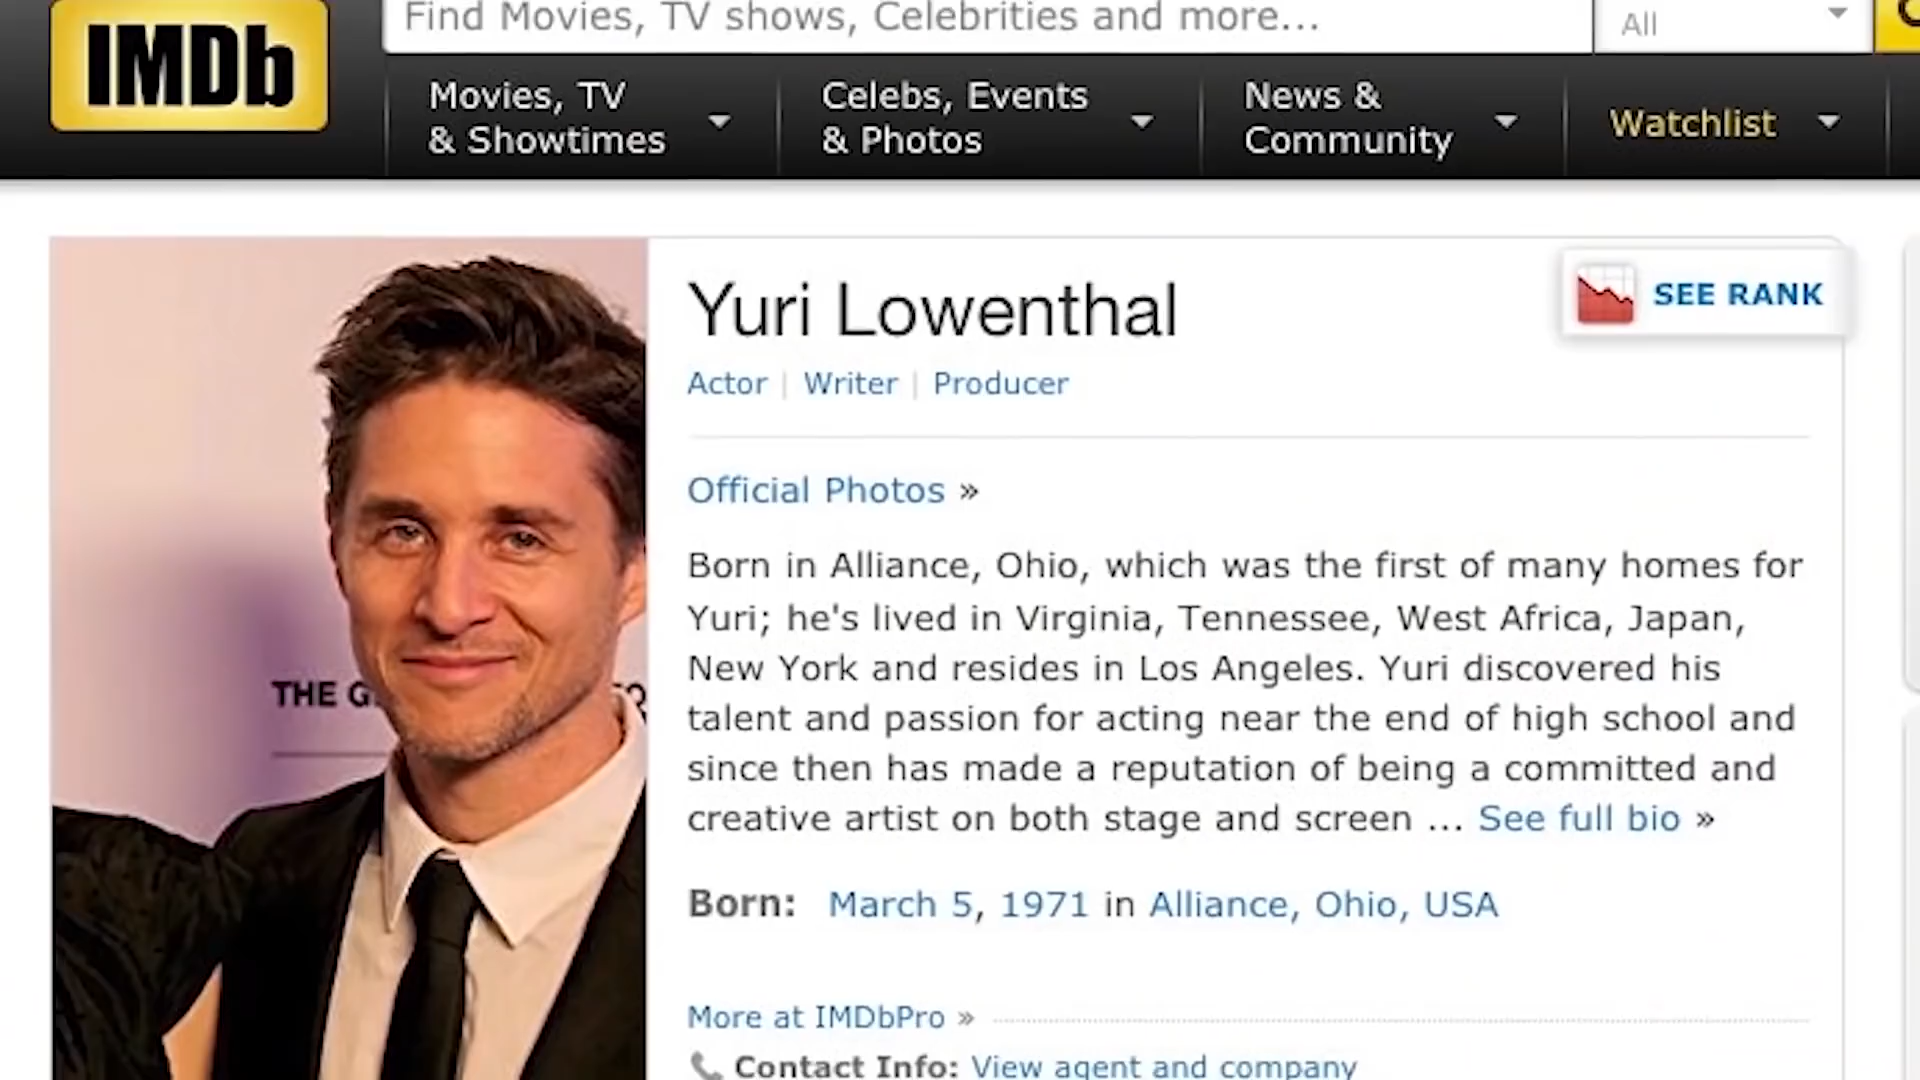 IMDb
Find Movies, TV shows, Celebrities and more...
All
Movies, TV
& Showtimes
Celebs, Events
& Photos
News &
Community
Watchlist
Yuri Lowenthal
SEE RANK
Actor | Writer | Producer
Official Photos »
Born in Alliance, Ohio, which was the first of many homes for
Yuri; he's lived in Virginia, Tennessee, West Africa, Japan,
New York and resides in Los Angeles. Yuri discovered his
talent and passion for acting near the end of high school and
since then has made a reputation of being a committed and
creative artist on both stage and screen ... See full bio »
Born: March 5, 1971 in Alliance, Ohio, USA
More at IMDbPro »
Contact Info: View agent and company
THE